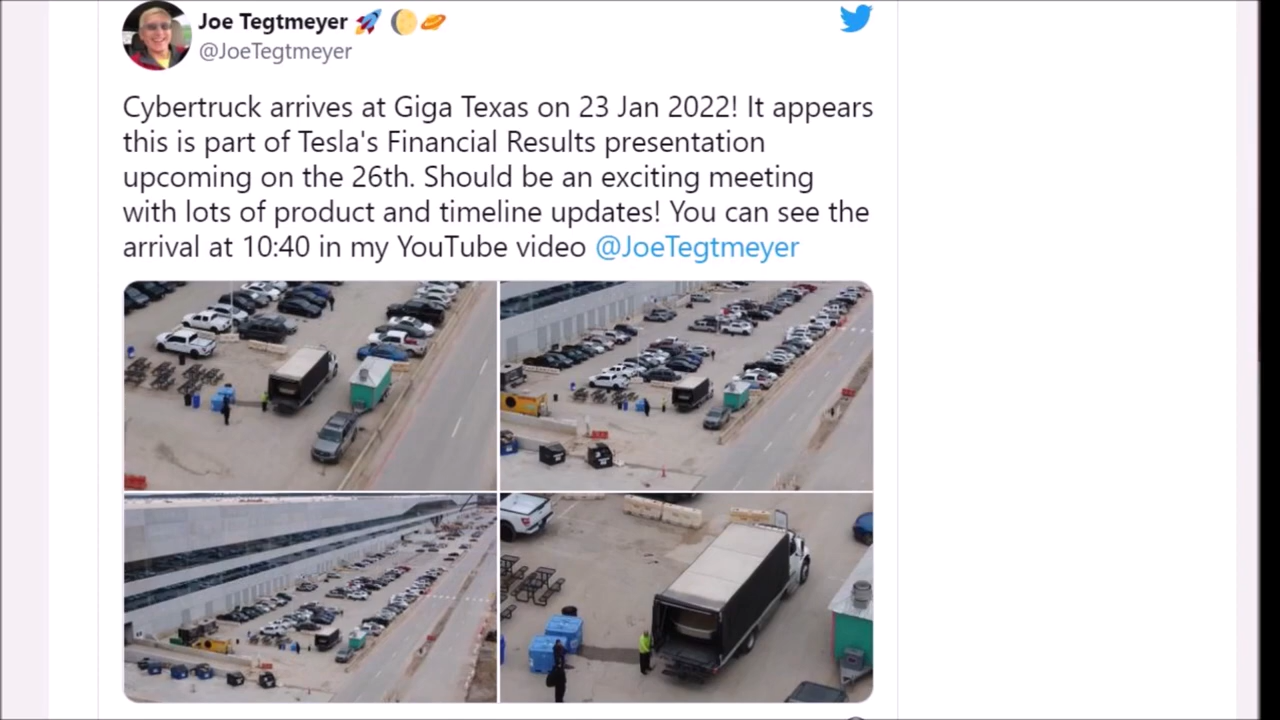 Joe Tegtmeyer 🚀 🌔🪐
@JoeTegtmeyer
Cybertruck arrives at Giga Texas on 23 Jan 2022! It appears
this is part of Tesla's Financial Results presentation
upcoming on the 26th. Should be an exciting meeting
with lots of product and timeline updates! You can see the
arrival at 10:40 in my YouTube video @JoeTegtmeyer